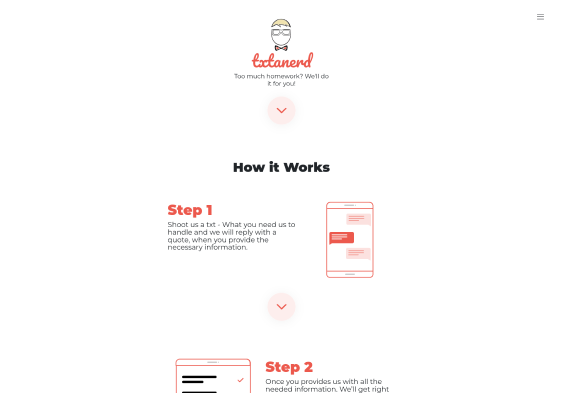 txtanerd
Too much homework? We'll do
it for you!
How it Works
Step 1
Shoot us a txt - What you need us to
handle and we will reply with a
quote, when you provide the
necessary information.
Step 2
Once you provides us with all the
needed information. We'll get right